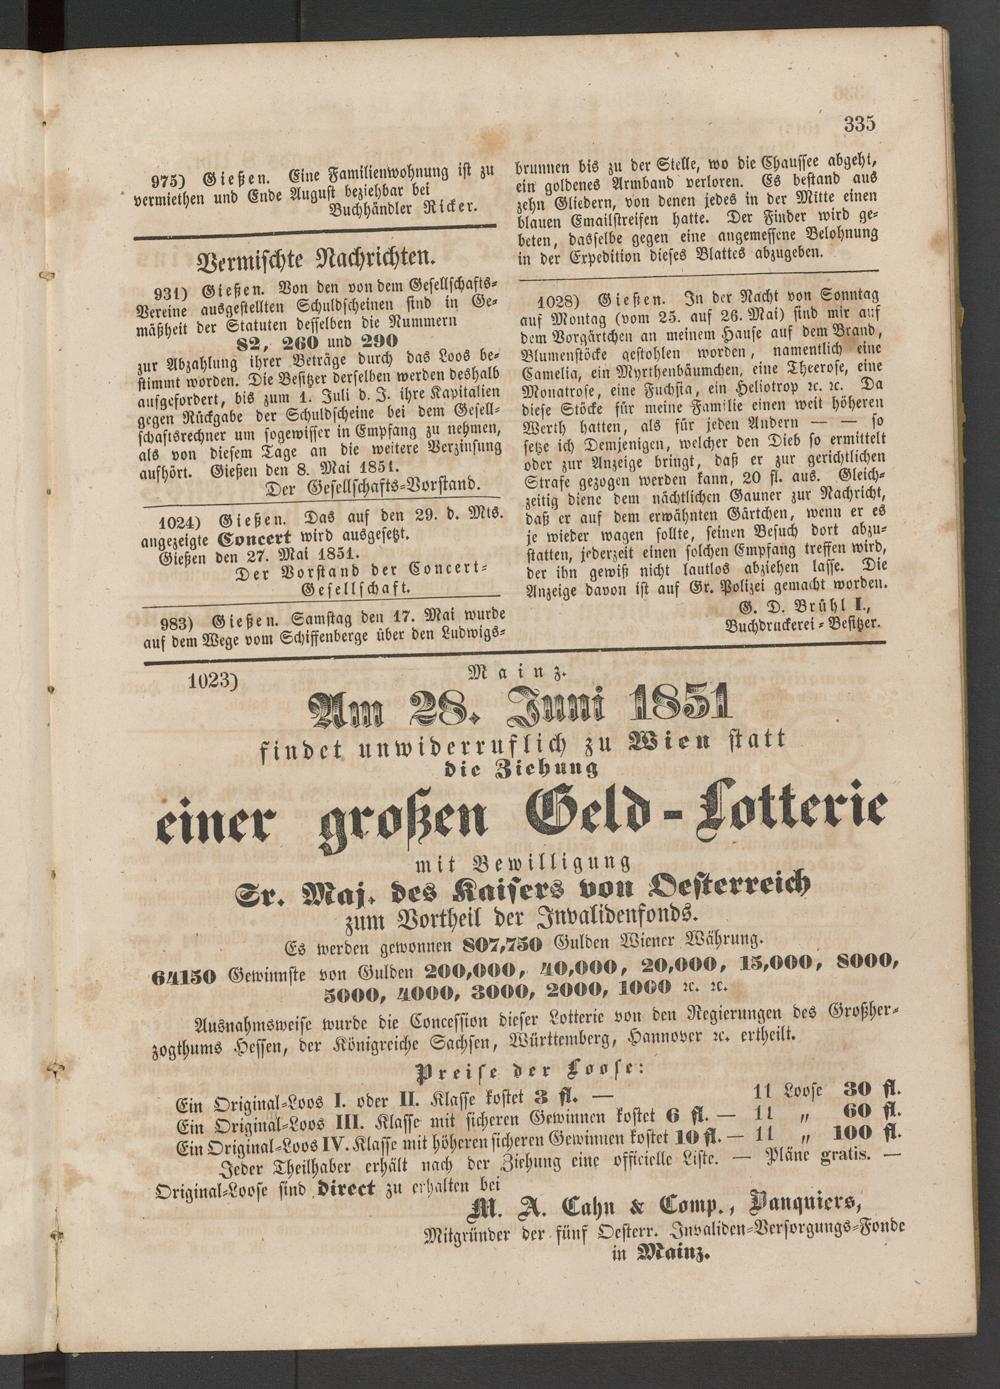 335
975) Gießen. Eine Familienwohnung ist zu
vermiethen und Ende August beziehbar bei
Buchhändler Ricker.
Vermischte Nachrichten.
931) Gießen. Von den von dem Gesellschafts-
Vereine ausgestellten Schuldscheinen sind in Ge-
mäßheit der Statuten desselben die Nummern
82, 260 und 290
zur Abzahlung ihrer Beträge durch das Loos be-
stimmt worden. Die Besitzer derselben werden deshalb
aufgefordert, bis zum 1. Juli d. J. ihre Kapitalien
gegen Rückgabe der Schuldscheine bei dem Gesell-
schaftsrechner um sogewisser in Empfang zu nehmen,
als von diesem Tage an die weitere Verzinsung
aufhört. Gießen den 8. Mai 1851.
Der Gesellschafts-Vorstand.
1024) Gießen. Das auf den 29. d. Mts.
angezeigte Concert wird ausgesetzt.
Gießen den 27. Mai 1851.
Der Vorstand der Concert-
Gesellschaft.
983) Gießen. Samstag den 17. Mai wurde
auf dem Wege vom Schiffenberge über den Ludwigs-
brunnen bis zu der Stelle, wo die Chaussee abgeht,
ein goldenes Armband verloren. Es bestand aus
zehn Gliedern, von denen jedes in der Mitte einen
blauen Emailstreifen hatte. Der Finder wird ge-
beten, dasselbe gegen eine angemessene Belohnung
in der Expedition dieses Blattes abzugeben.
1028) Gießen. In der Nacht von Sonntag
auf Montag (vom 25. auf 26. Mai) sind mir auf
dem Vorgärtchen an meinem Hause auf dem Brand,
Blumenstöcke gestohlen worden, namentlich eine
Camelia, ein Myrthenbäumchen, eine Theerose, eine
Monatrose, eine Fuchsia, ein Heliotrop ꝛc. ꝛc. Da
diese Stöcke für meine Familie einen weit höheren
Werth hatten, als für jeden Andern — — so
setze ich Demjenigen, welcher den Dieb so ermittelt
oder zur Anzeige bringt, daß er zur gerichtlichen
Strafe gezogen werden kann, 20 fl. aus. Gleich-
zeitig diene dem nächtlichen Gauner zur Nachricht,
daß er auf dem erwähnten Gärtchen, wenn er es
je wieder wagen sollte, seinen Besuch dort abzu-
statten, jederzeit einen solchen Empfang treffen wird,
der ihn gewiß nicht lautlos abziehen lasse. Die
Anzeige davon ist auf Gr. Polizei gemacht worden.
G. D. Brühl I.,
Buchdruckerei-Besitzer.
1023) Mainz.
Am 28. Juni 1851
findet unwiderruflich zu Wien statt
die Ziehung
einer großen Geld-Lotterie
mit Bewilligung
Sr. Maj. des Kaisers von Oesterreich
zum Vortheil der Invalidenfonds.
Es werden gewonnen 807,750 Gulden Wiener Währung.
64150 Gewinnste von Gulden 200,000, 40,000, 20,000, 15,000, 8000,
5000, 4000, 3000, 2000, 1000 ꝛc. ꝛc.
Ausnahmsweise wurde die Concession dieser Lotterie von den Regierungen des Großher-
zogthums Hessen, der Königreiche Sachsen, Württemberg, Hannover ꝛc. ertheilt.
Preise der Loose:
Ein Original-Loos I. oder II. Klasse kostet 3 fl. — 11 Loose 30 fl.
Ein Original-Loos III. Klasse mit sicheren Gewinnen kostet 6 fl. — 11 „ 60 fl.
Ein Original-Loos IV. Klasse mit höheren sicheren Gewinnen kostet 10 fl. — 11 „ 100 fl.
Jeder Theilhaber erhält nach der Ziehung eine officielle Liste. — Pläne gratis. —
Original-Loose sind direct zu erhalten bei
M. A. Cahn & Comp., Banquiers,
Mitgründer der fünf Oesterr. Invaliden-Versorgungs-Fonde
in Mainz.